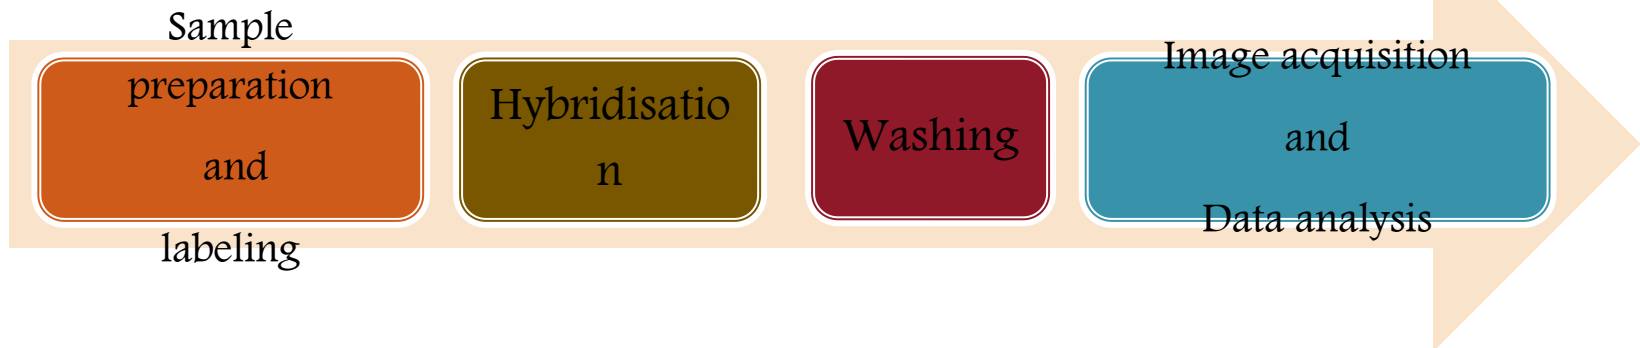 Sample
preparation
and
labeling
Hybridisatio
n
Washing
Image acquisition
and
Data analysis